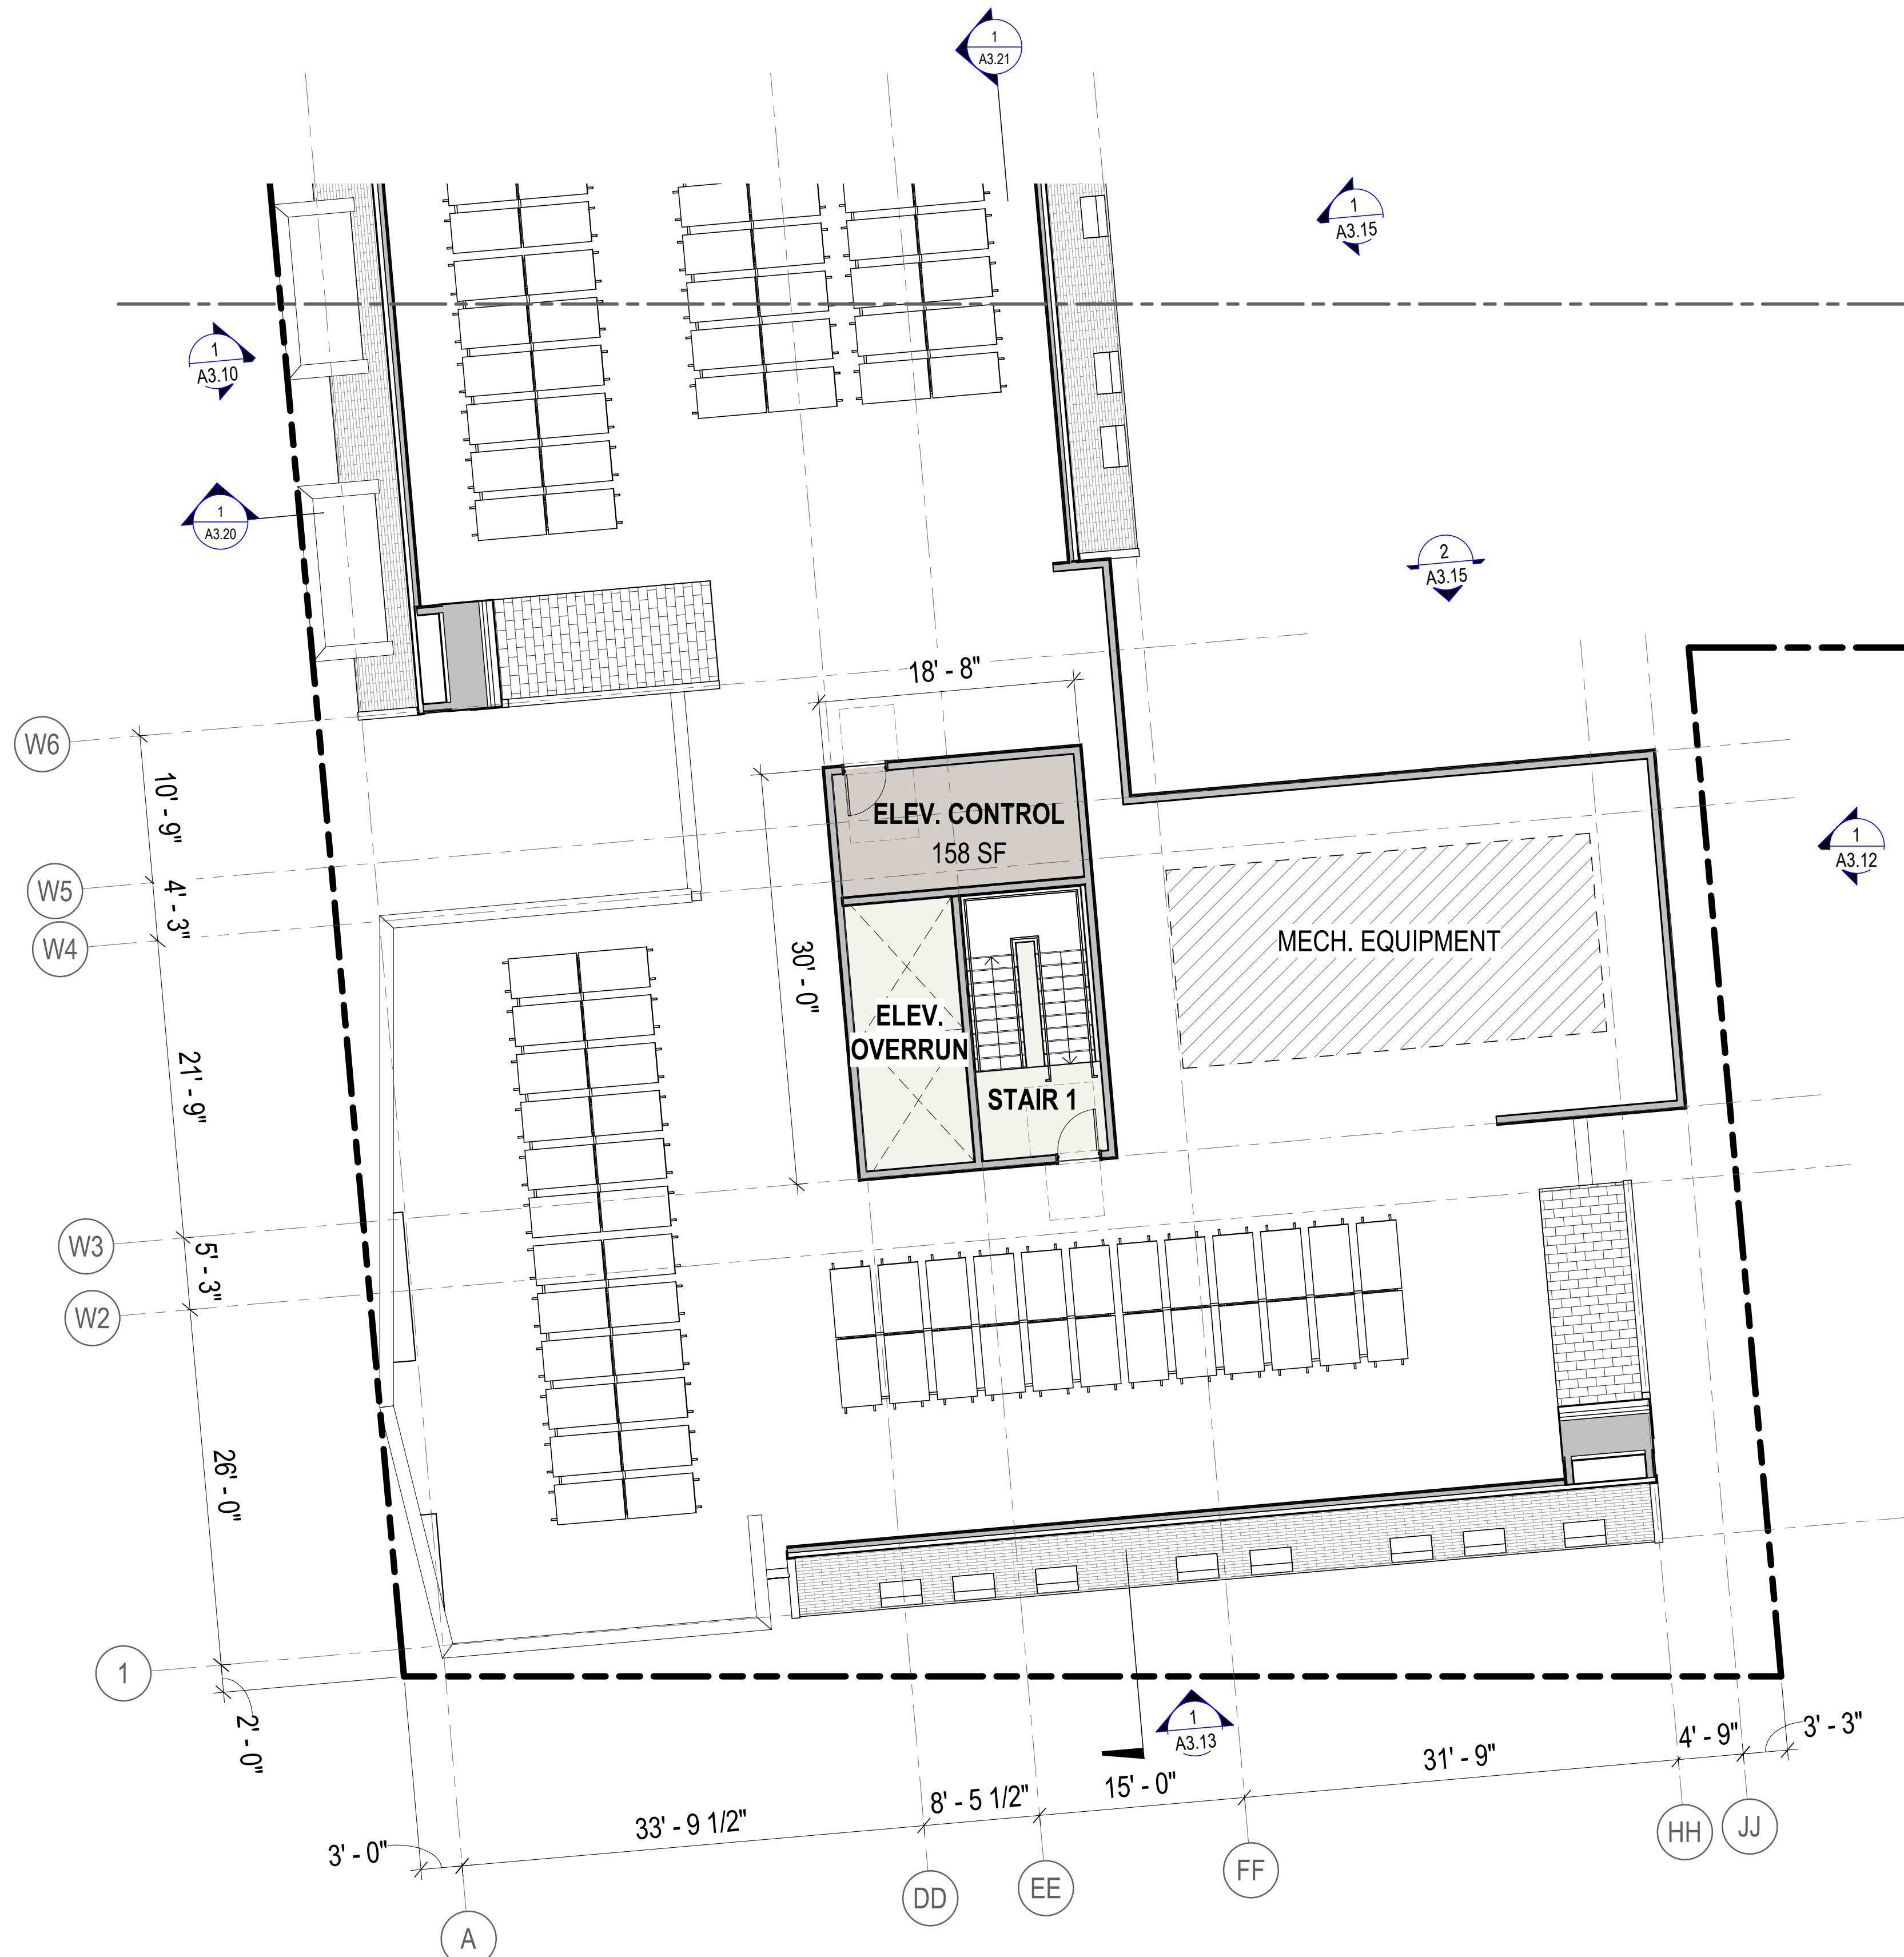 1
A3.21
1
A3.15
1
A3.10
1
A3.20
2
A3.15
18' - 8"
W6
10' - 9"
ELEV. CONTROL
158 SF
1
A3.12
W5
4' - 3"
W4
30' - 0"
MECH. EQUIPMENT
ELEV.
OVERRUN
STAIR 1
21' - 9"
W3
5' - 3"
W2
26' - 0"
1
2' - 0"
1
A3.13
3' - 0"
33' - 9 1/2"
8' - 5 1/2"
15' - 0"
31' - 9"
4' - 9"
3' - 3"
A
DD
EE
FF
HH
JJ